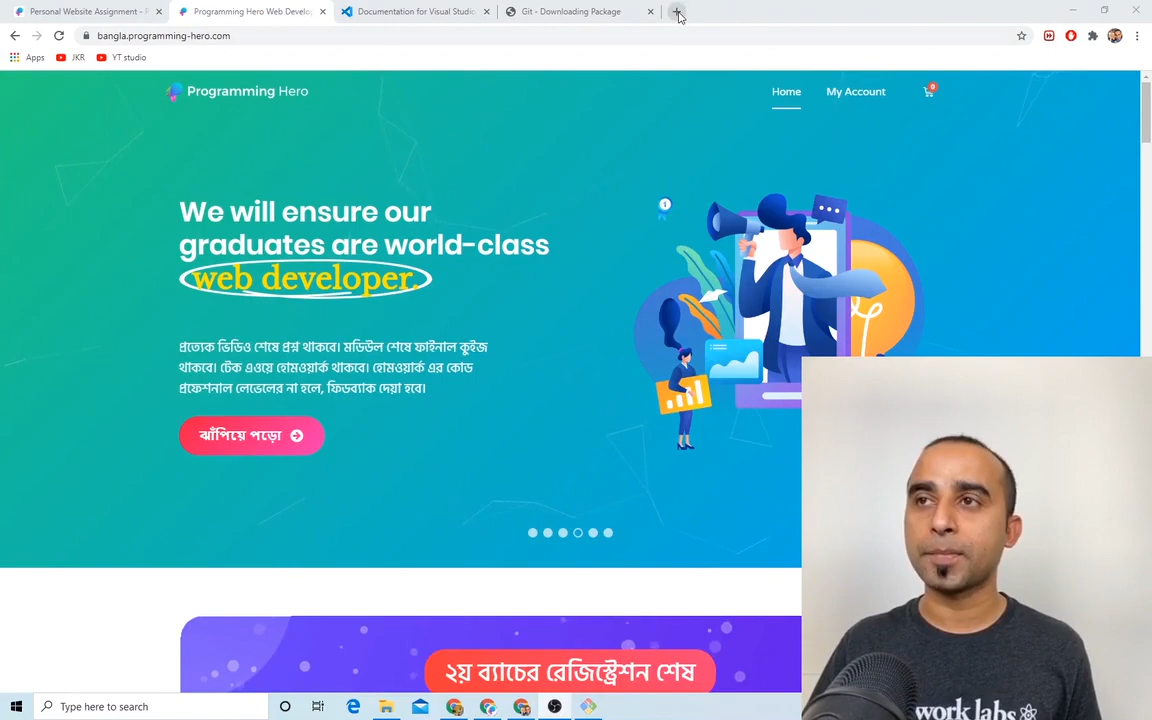 Personal Website Assignment - P
Programming Hero Web Develo
Documentation for Visual Studio
Git - Downloading Package
bangla.programming-hero.com
Apps
JKR
YT studio
Programming Hero
Home
My Account
0
We will ensure our
graduates are world-class
web developer.
প্রত্যেক ভিডিও শেষে প্রশ্ন থাকবে। মডিউল শেষে ফাইনাল কুইজ
থাকবে। টেক এওয়ে হোমওয়ার্ক থাকবে। হোমওয়ার্ক এর কোড
প্রফেশনাল লেভেলের না হলে, ফিডব্যাক দেয়া হবে।
ঝাঁপিয়ে পড়ো
1
২য় ব্যাচের রেজিস্ট্রেশন শেষ
work labs
Type here to search